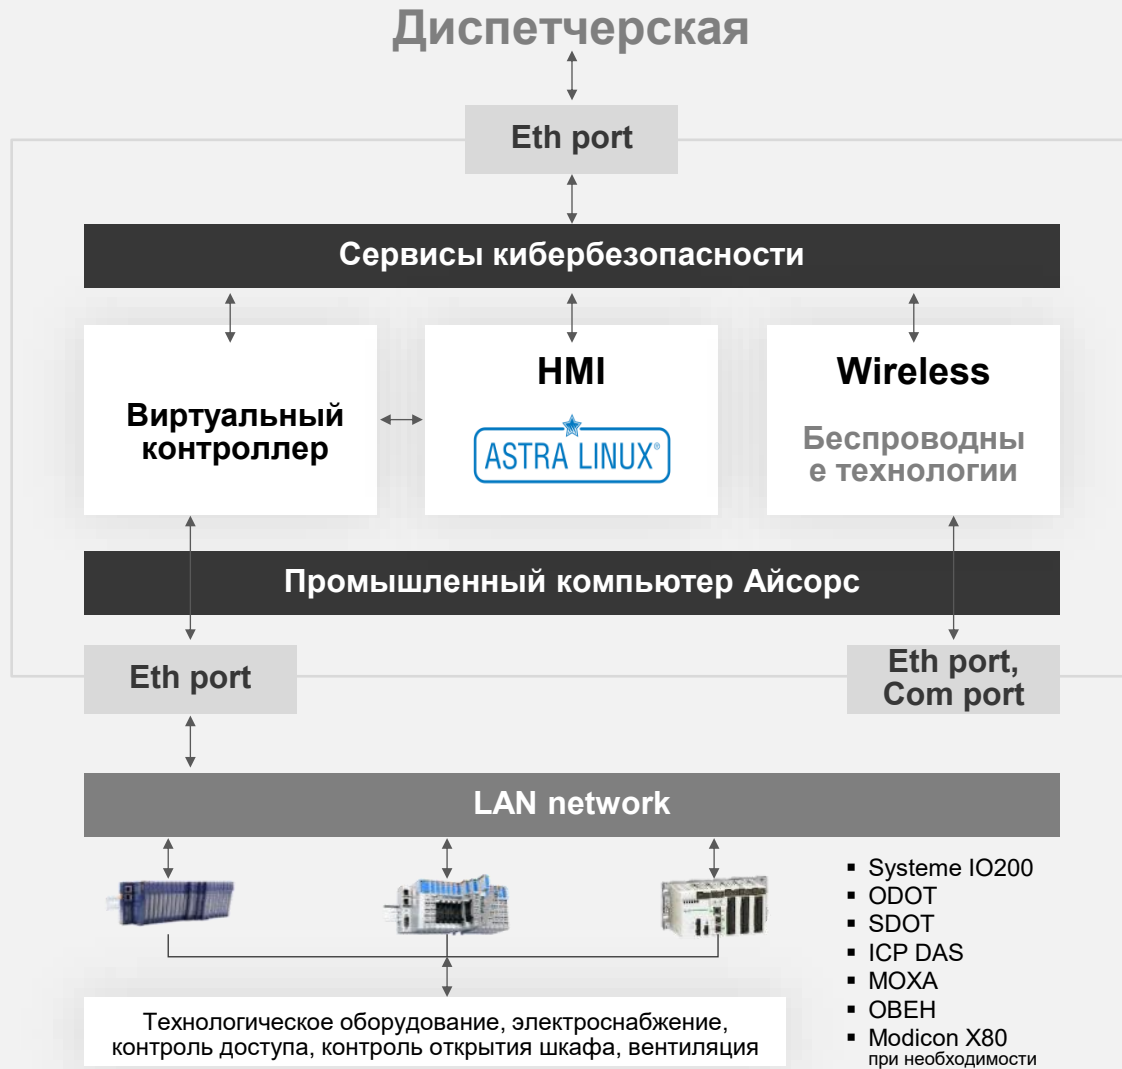 Диспетчерская
Eth port
Сервисы кибербезопасности
Виртуальный
контроллер
HMI
ASTRA LINUX®
Wireless
Беспроводны
е технологии
Промышленный компьютер Айсорс
Eth port
Eth port,
Com port
LAN network
▪ Systeme IO200
▪ ODOT
▪ SDOT
▪ ICP DAS
▪ MOXA
▪ ОВЕН
▪ Modicon X80
при необходимости
Технологическое оборудование, электроснабжение,
контроль доступа, контроль открытия шкафа, вентиляция